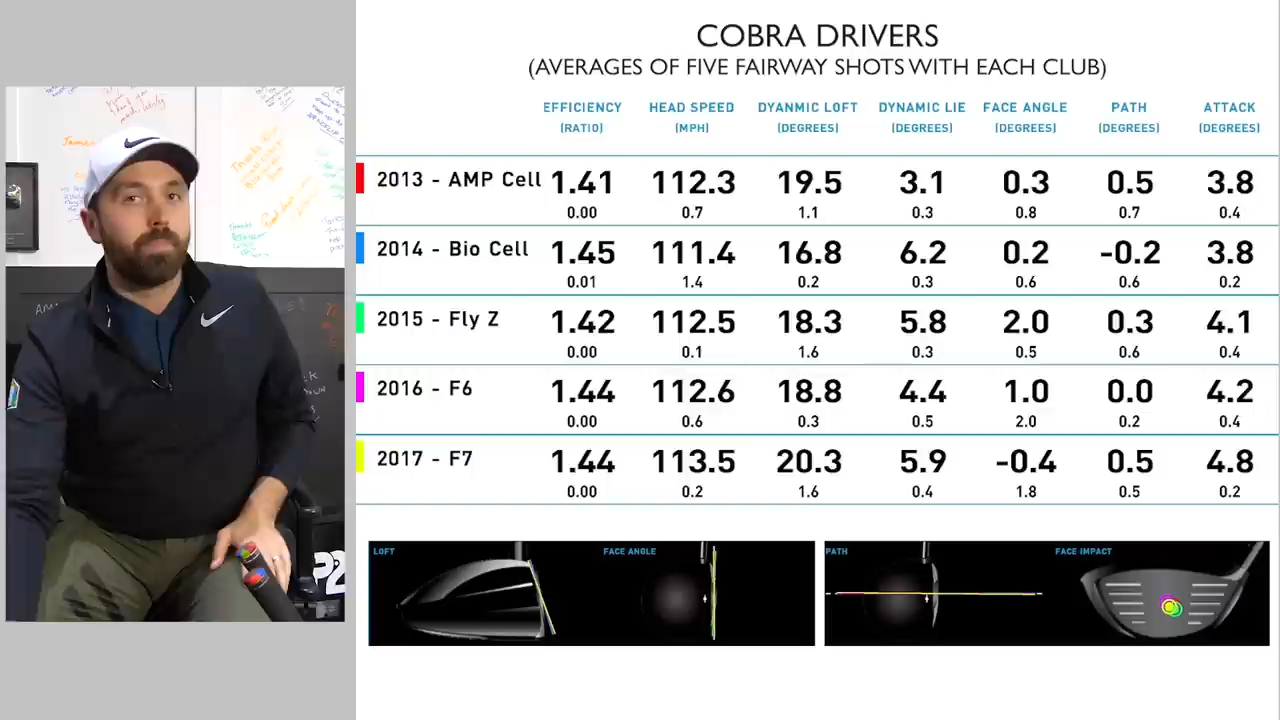 COBRA DRIVERS
(AVERAGES OF FIVE FAIRWAY SHOTS WITH EACH CLUB)
EFFICIENCY HEAD SPEED DYANMIC LOFT DYNAMIC LIE FACE ANGLE PATH ATTACK
(RATIO) (MPH) (DEGREES) (DEGREES) (DEGREES) (DEGREES) (DEGREES)
2013 - AMP Cell 1.41 112.3 19.5 3.1 0.3 0.5 3.8
0.00 0.7 1.1 0.3 0.8 0.7 0.4
2014 - Bio Cell 1.45 111.4 16.8 6.2 0.2 -0.2 3.8
0.01 1.4 0.2 0.3 0.6 0.6 0.2
2015 - Fly Z 1.42 112.5 18.3 5.8 2.0 0.3 4.1
0.00 0.1 1.6 0.3 0.5 0.6 0.4
2016 - F6 1.44 112.6 18.8 4.4 1.0 0.0 4.2
0.00 0.6 0.3 0.5 2.0 0.2 0.4
2017 - F7 1.44 113.5 20.3 5.9 -0.4 0.5 4.8
0.00 0.2 1.6 0.4 1.8 0.5 0.2
LOFT FACE ANGLE PATH FACE IMPACT
James